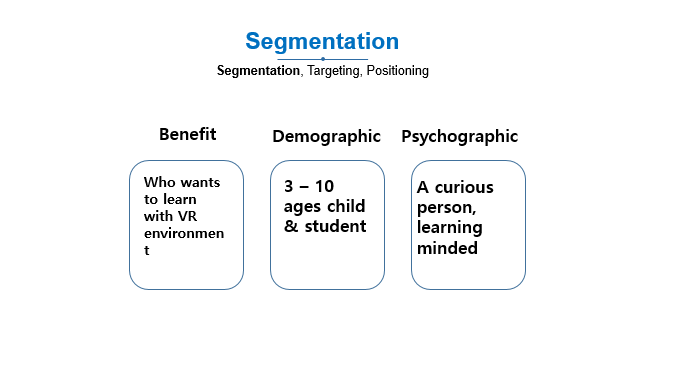 Segmentation
Segmentation, Targeting, Positioning
Benefit
Demographic
Psychographic
Who wants
to learn
with VR
environmen
t
3 – 10
ages child
& student
A curious
person,
learning
minded